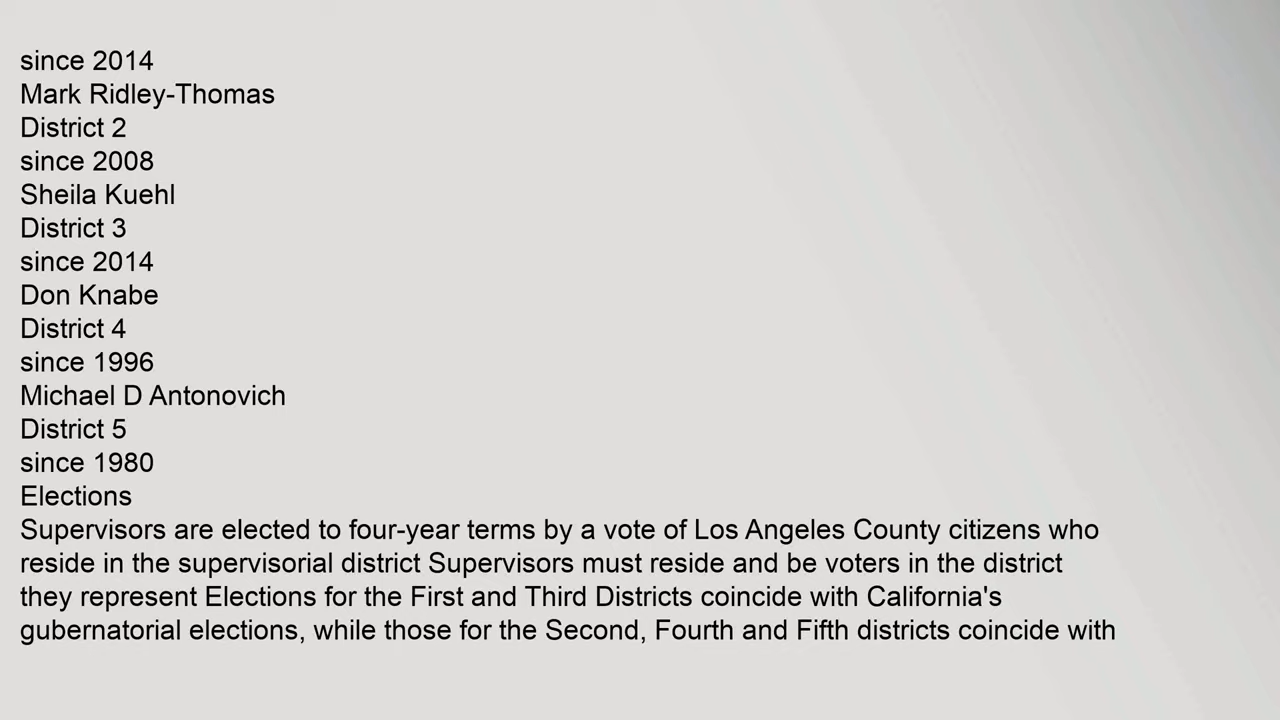 since 2014
Mark Ridley-Thomas
District 2
since 2008
Sheila Kuehl
District 3
since 2014
Don Knabe
District 4
since 1996
Michael D Antonovich
District 5
since 1980
Elections
Supervisors are elected to four-year terms by a vote of Los Angeles County citizens who
reside in the supervisorial district Supervisors must reside and be voters in the district
they represent Elections for the First and Third Districts coincide with California's
gubernatorial elections, while those for the Second, Fourth and Fifth districts coincide with